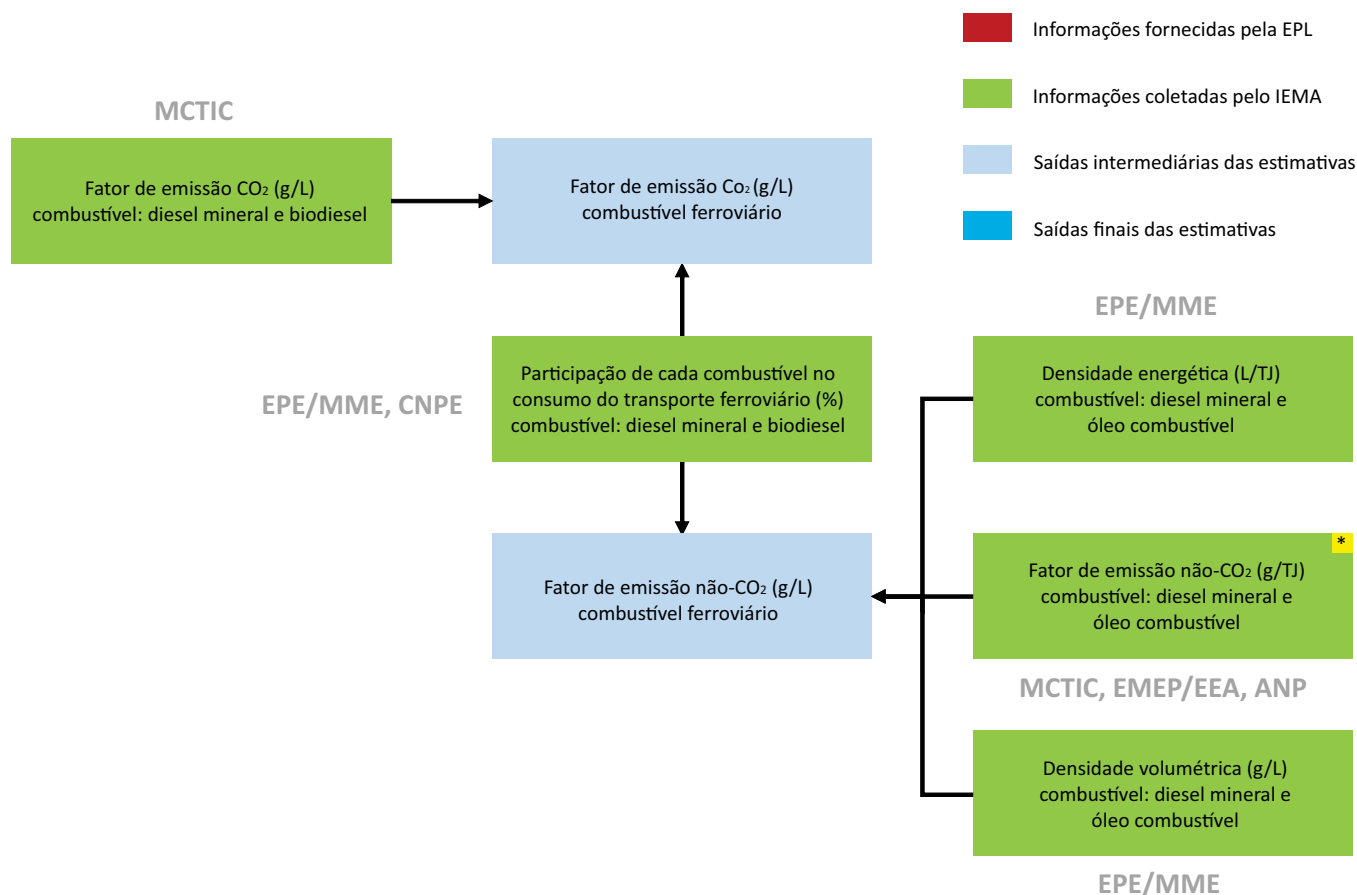 Informações fornecidas pela EPL
Informações coletadas pelo IEMA
Saídas intermediárias das estimativas
Saídas finais das estimativas
MCTIC
Fator de emissão CO₂ (g/L)
combustível: diesel mineral e biodiesel
Fator de emissão Co₂ (g/L)
combustível ferroviário
EPE/MME, CNPE
Participação de cada combustível no
consumo do transporte ferroviário (%)
combustível: diesel mineral e biodiesel
EPE/MME
Densidade energética (L/TJ)
combustível: diesel mineral e
óleo combustível
Fator de emissão não-CO₂ (g/L)
combustível ferroviário
*
Fator de emissão não-CO₂ (g/TJ)
combustível: diesel mineral e
óleo combustível
MCTIC, EMEP/EEA, ANP
Densidade volumétrica (g/L)
combustível: diesel mineral e
óleo combustível
EPE/MME